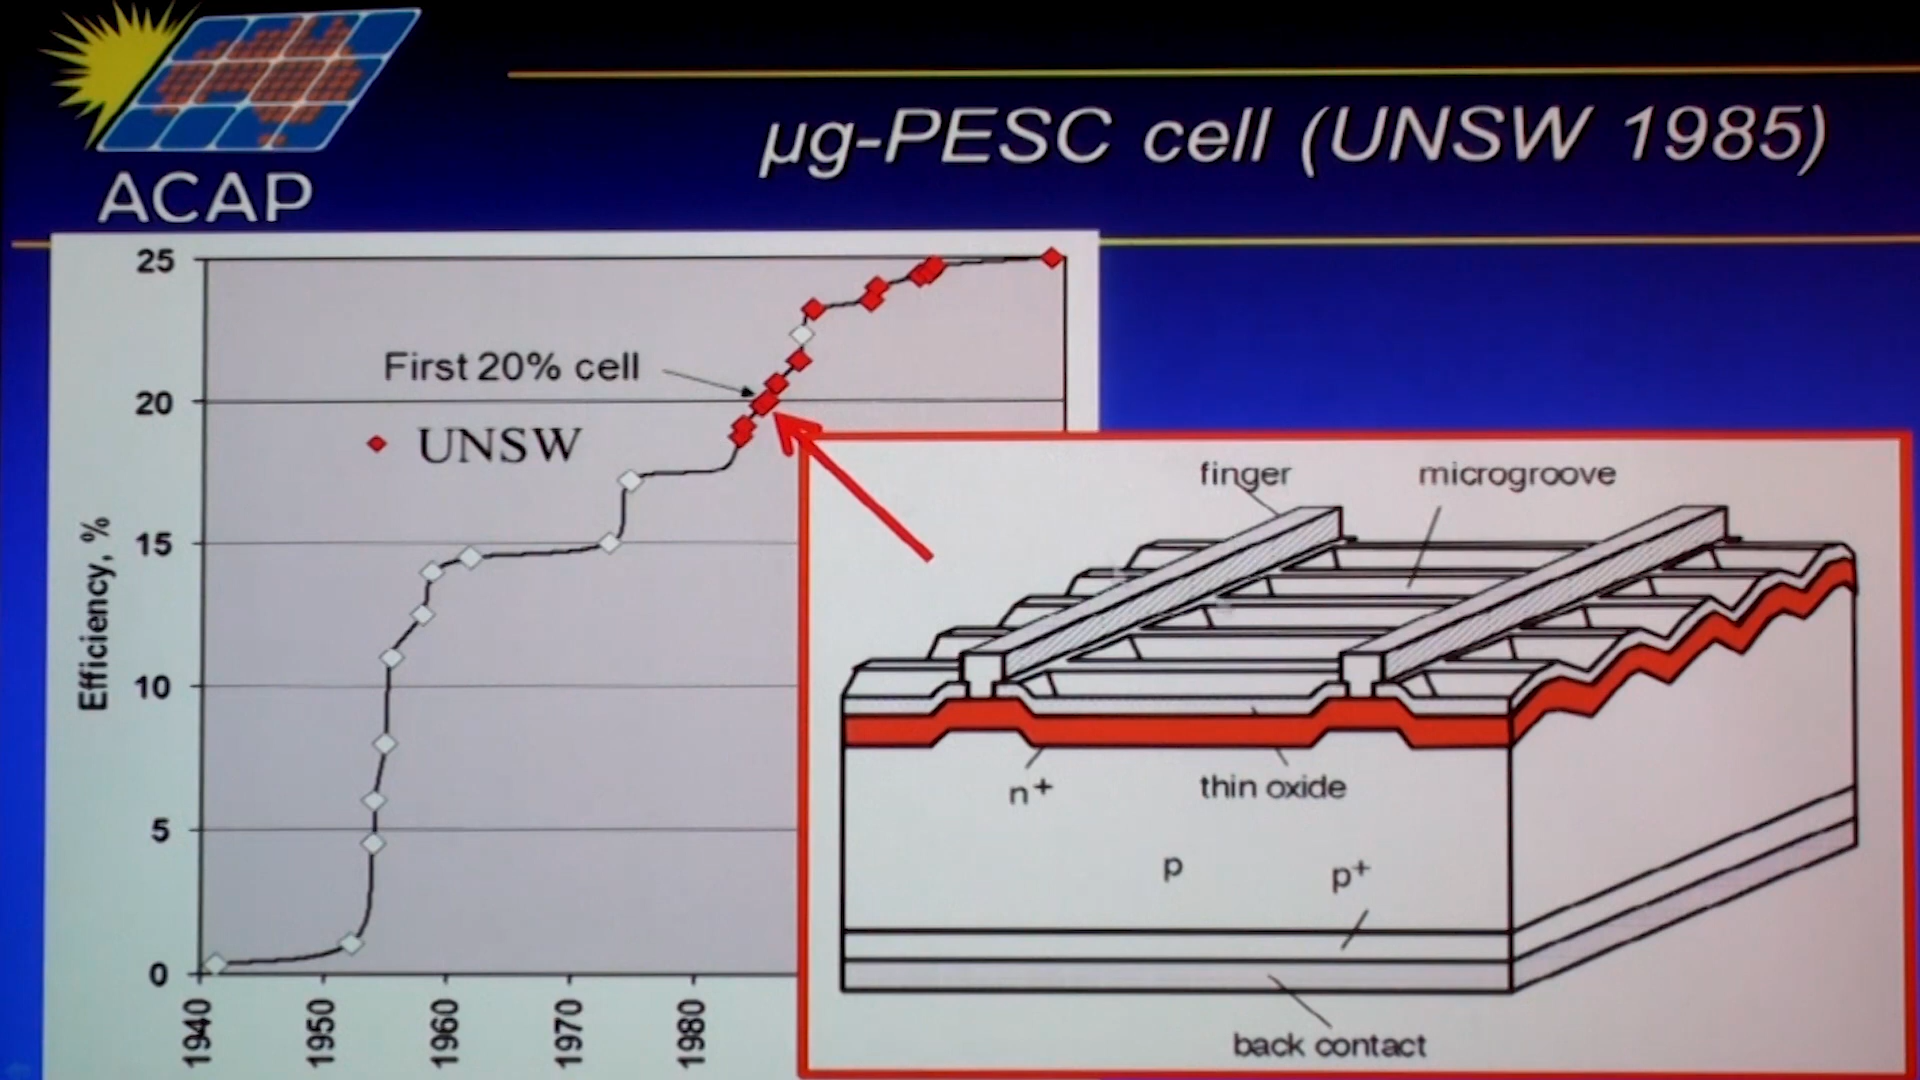 ACAP
µg-PESC cell (UNSW 1985)
25
20
15
10
5
0
Efficiency, %
1940
1950
1960
1970
1980
First 20% cell
UNSW
finger
microgroove
n+
thin oxide
p
p+
back contact